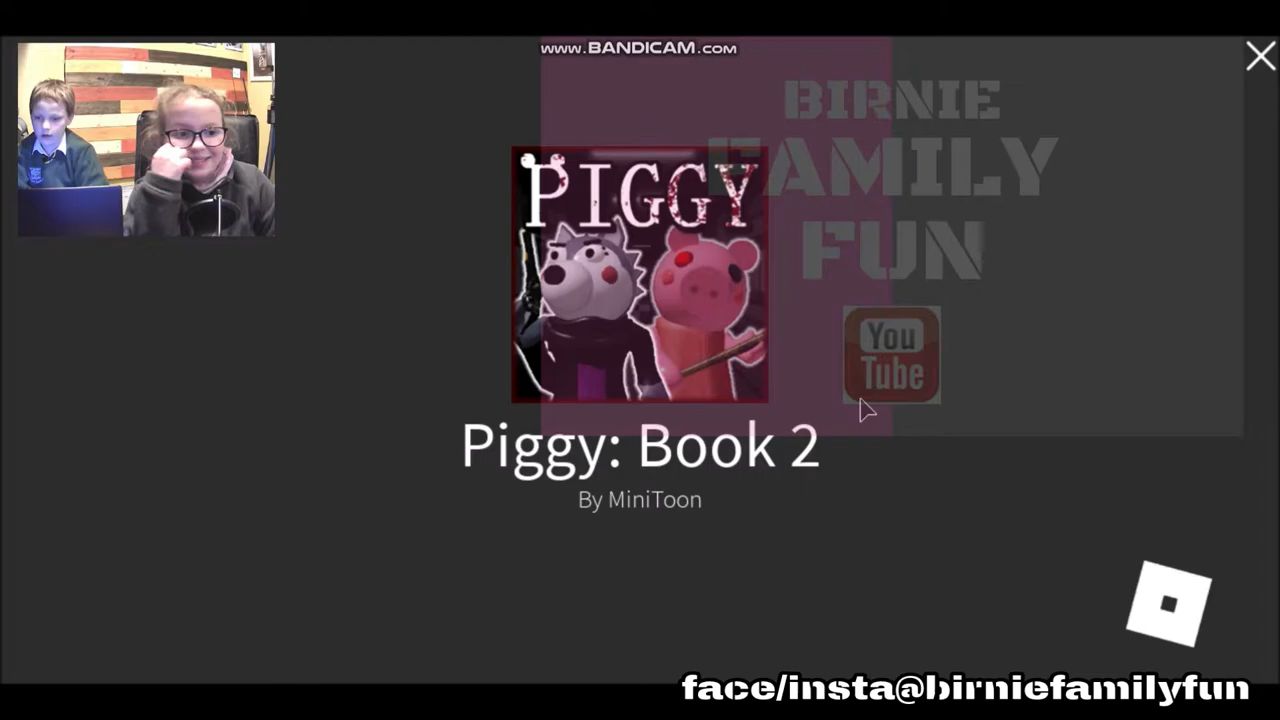 www.BANDICAM.com
BIRNIE
FAMILY
FUN
PIGGY
You
Tube
Piggy: Book 2
By MiniToon
face/insta@birniefamilyfun